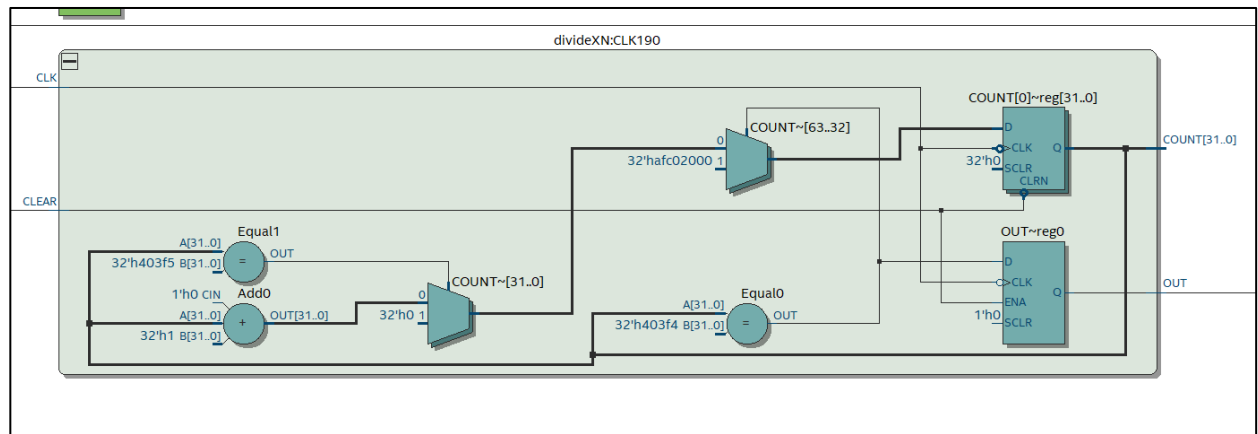 divideXN:CLK190
CLK
COUNT[0]~reg[31..0]
COUNT~[63..32]
D
0
CLK
Q
COUNT[31..0]
32'hafc02000 1
32'h0
SCLR
CLRN
CLEAR
Equal1
OUT~reg0
A[31..0]
OUT
D
32'h403f5 B[31..0]
=
COUNT~[31..0]
CLK
OUT
1'h0 CIN
Add0
0
Equal0
Q
A[31..0]
+
OUT[31..0]
A[31..0]
ENA
32'h1 B[31..0]
32'h0 1
32'h403f4 B[31..0]
=
OUT
1'h0
SCLR